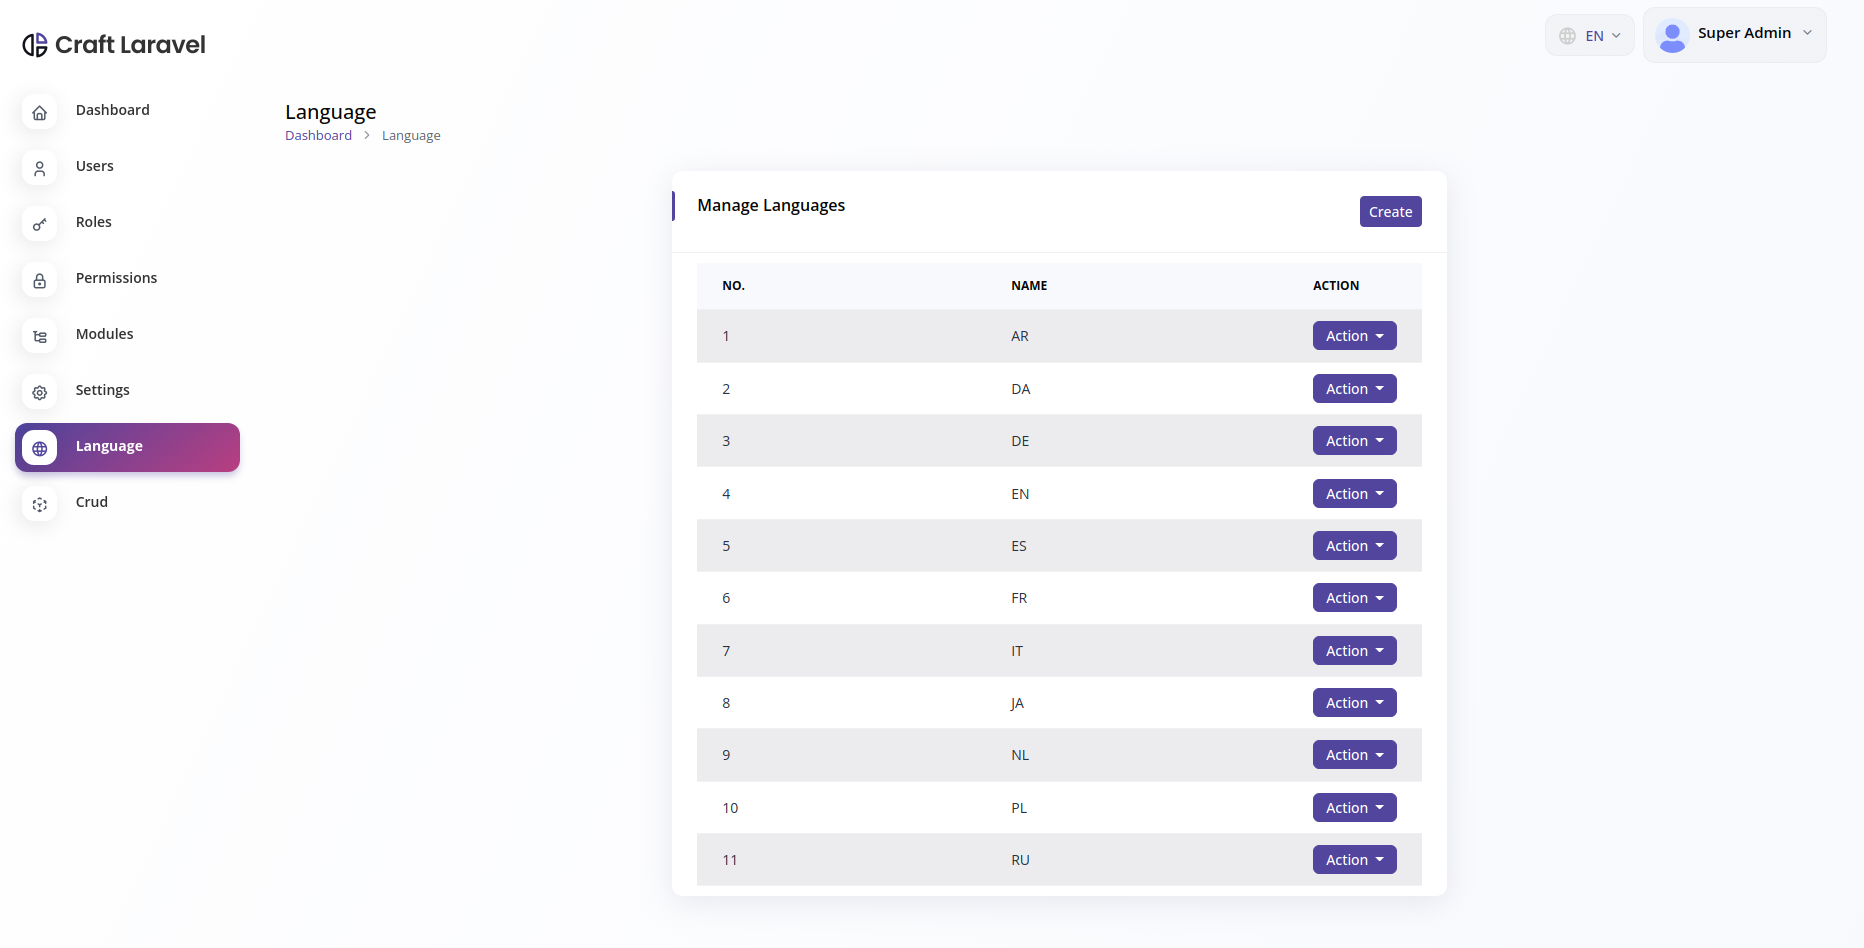 Craft Laravel
EN
Super Admin
Dashboard
Users
Roles
Permissions
Modules
Settings
Language
Crud
Language
Dashboard > Language
Manage Languages
Create
NO. NAME ACTION
1 AR Action
2 DA Action
3 DE Action
4 EN Action
5 ES Action
6 FR Action
7 IT Action
8 JA Action
9 NL Action
10 PL Action
11 RU Action